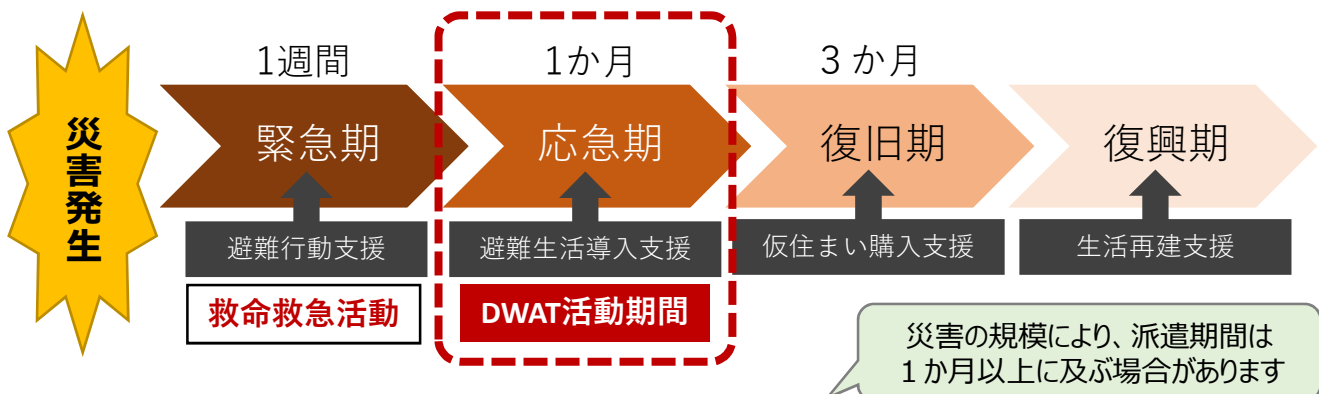 災害発生
1週間
緊急期
避難行動支援
救命救急活動
1か月
応急期
避難生活導入支援
DWAT活動期間
３か月
復旧期
仮住まい購入支援
復興期
生活再建支援
災害の規模により、派遣期間は
１か月以上に及ぶ場合があります